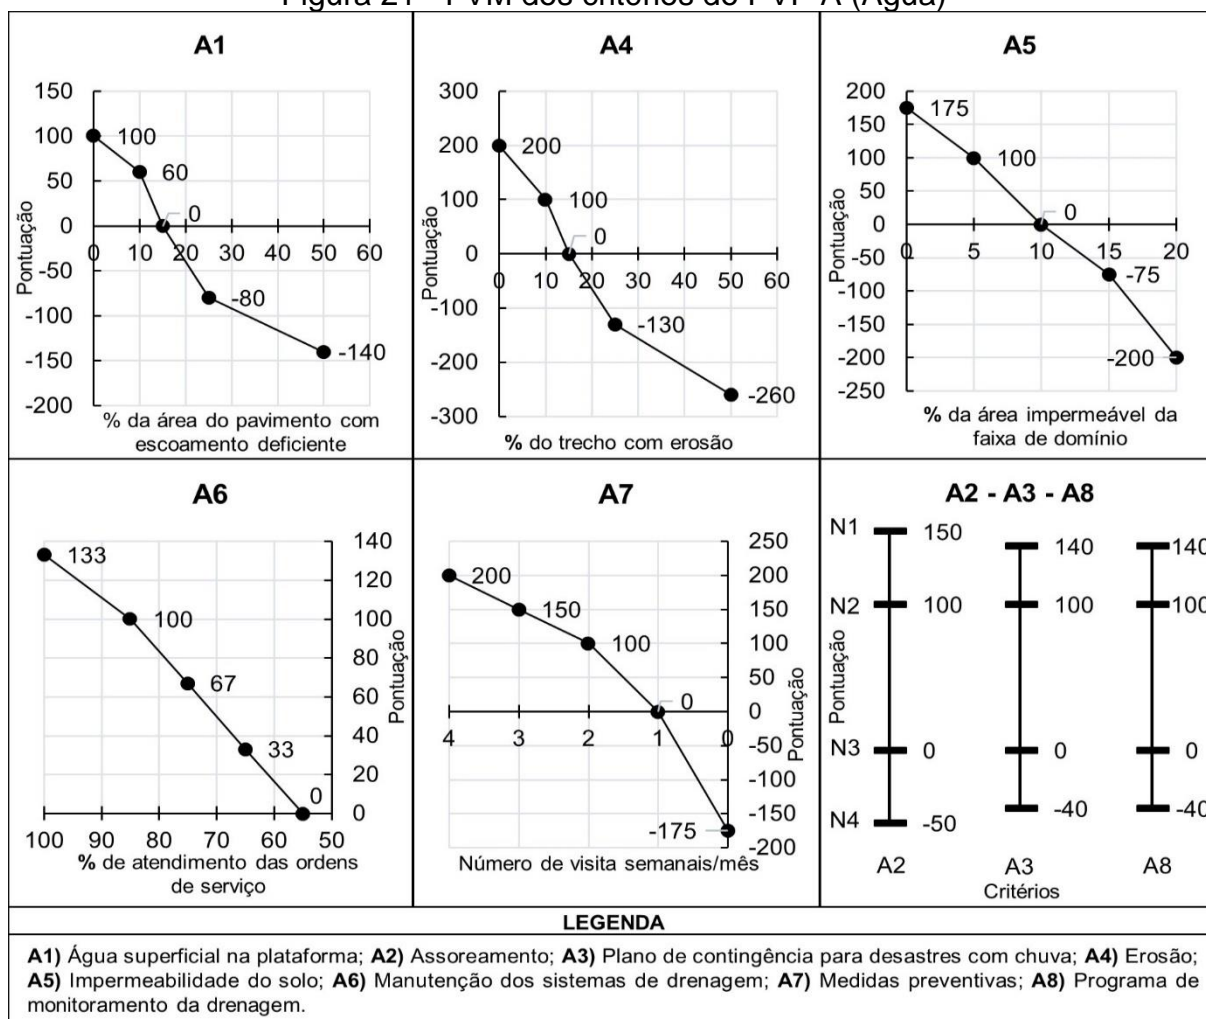 A1
150
100
50
0
-50
-100
-150
-200
0 10 20 30 40 50 60
100
60
0
-80
-140
Pontuação
% da área do pavimento com
escoamento deficiente
A4
300
200
100
0
-100
-200
-300
0 10 20 30 40 50 60
200
100
0
-130
-260
Pontuação
% do trecho com erosão
A5
200
150
100
50
0
-50
-100
-150
-200
-250
0 5 10 15 20
175
100
0
-75
-200
Pontuação
% da área impermeável da
faixa de domínio
A6
140
120
100
80
60
40
20
0
100 90 80 70 60 50
133
100
67
33
0
Pontuação
% de atendimento das ordens
de serviço
A7
250
200
150
100
50
0
-50
-100
-150
-200
4 3 2 1 0
200
150
100
0
-175
Pontuação
Número de visita semanais/mês
A2 - A3 - A8
N1 150 140 140
N2 100 100 100
Pontuação
N3 0 0 0
N4 -50 -40 -40
A2 A3 A8
Critérios
LEGENDA
A1) Água superficial na plataforma; A2) Assoreamento; A3) Plano de contingência para desastres com chuva; A4) Erosão;
A5) Impermeabilidade do solo; A6) Manutenção dos sistemas de drenagem; A7) Medidas preventivas; A8) Programa de
monitoramento da drenagem.